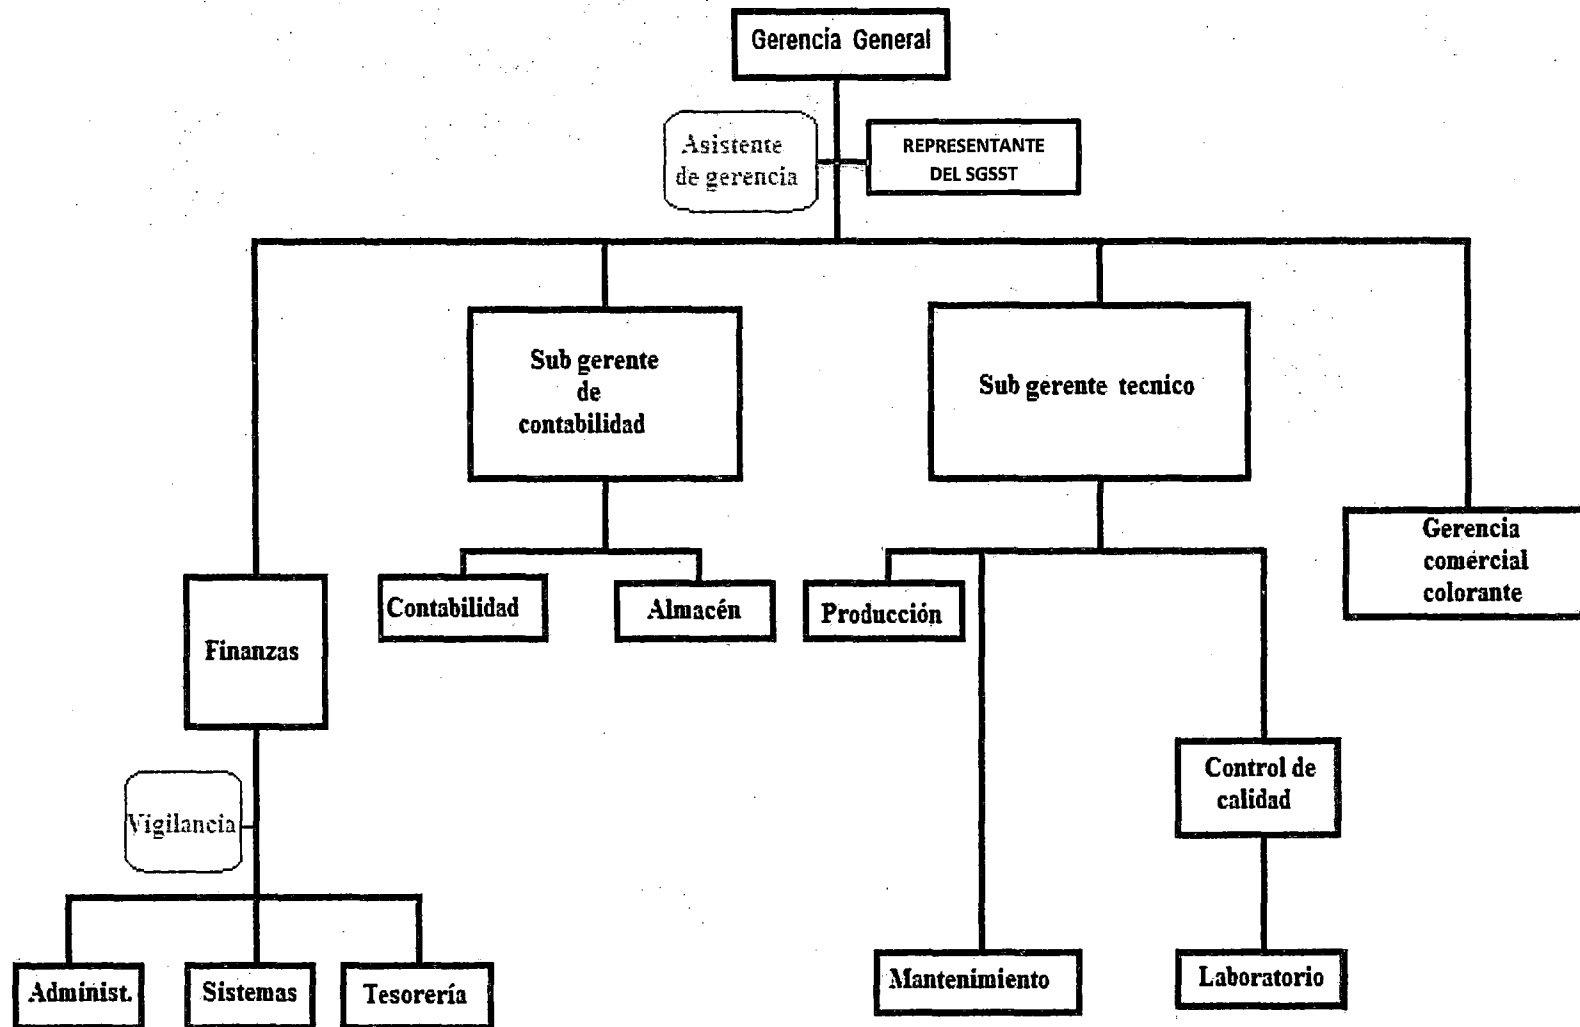 Gerencia General
Asistente
de gerencia
REPRESENTANTE
DEL SGSST
Sub gerente
de
contabilidad
Sub gerente tecnico
Gerencia
comercial
colorante
Contabilidad
Almacén
Producción
Finanzas
Control de
calidad
Vigilancia
Administ.
Sistemas
Tesorería
Mantenimiento
Laboratorio